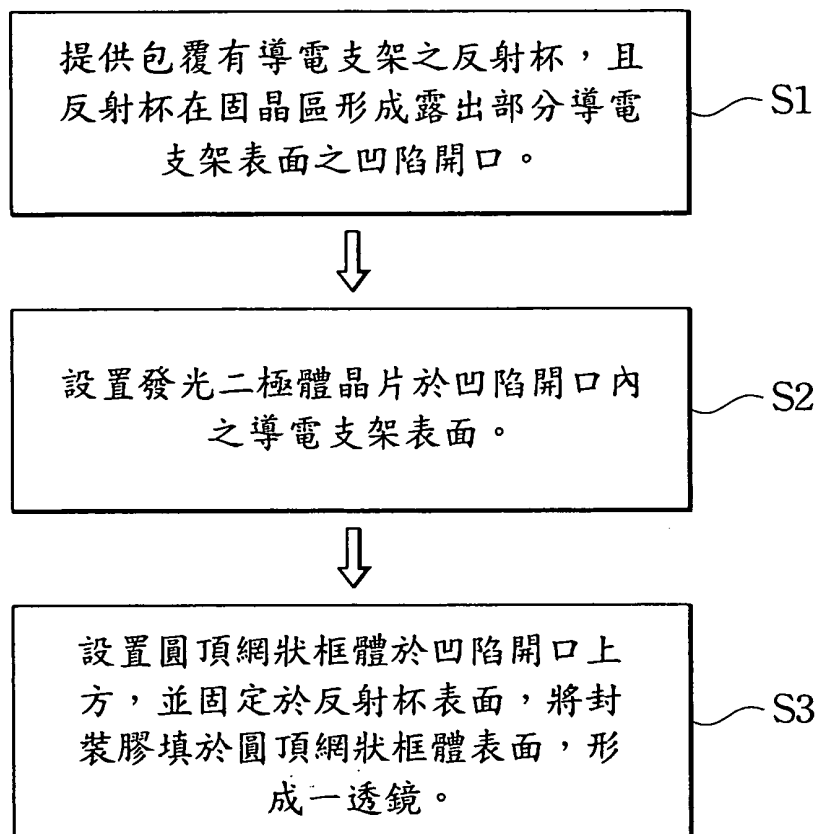 提供包覆有導電支架之反射杯，且
反射杯在固晶區形成露出部分導電
支架表面之凹陷開口。
S1
設置發光二極體晶片於凹陷開口內
之導電支架表面。
S2
設置圓頂網狀框體於凹陷開口上
方，並固定於反射杯表面，將封
裝膠填於圓頂網狀框體表面，形
成一透鏡。
S3